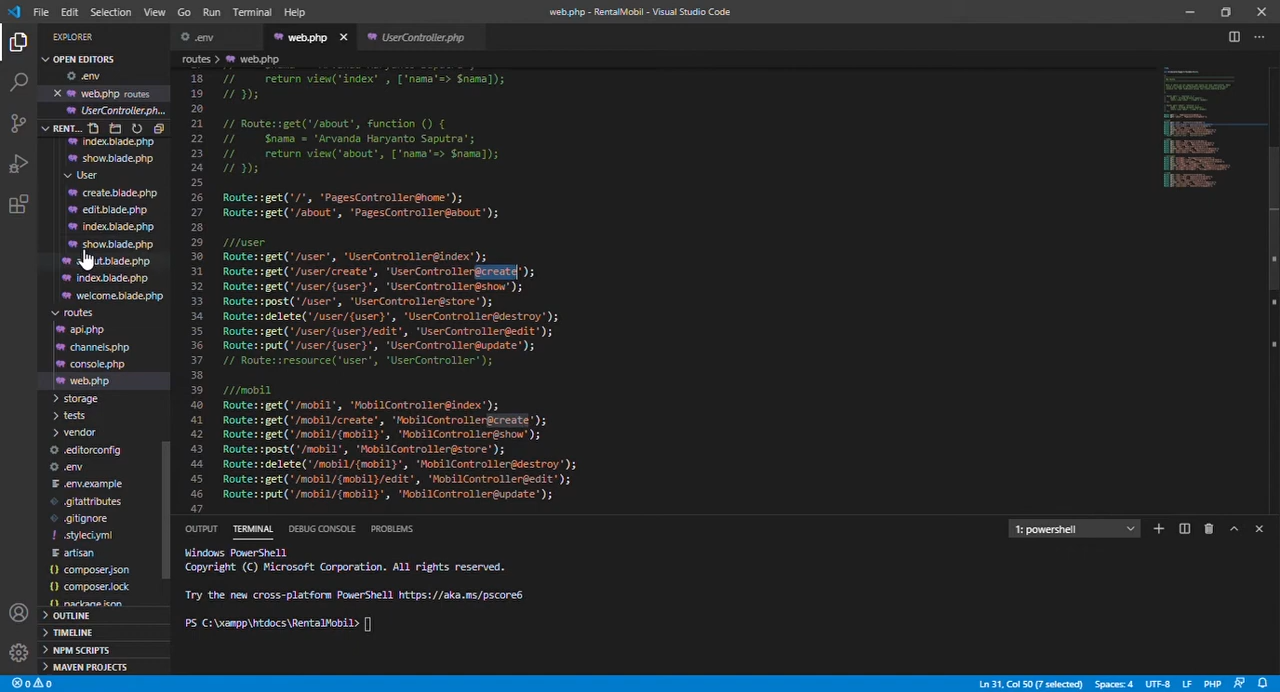 File Edit Selection View Go Run Terminal Help
web.php - RentalMobil - Visual Studio Code
EXPLORER
OPEN EDITORS
.env
web.php routes
UserController.ph...
RENT...
index.blade.php
show.blade.php
User
create.blade.php
edit.blade.php
index.blade.php
show.blade.php
index.blade.php
welcome.blade.php
routes
api.php
channels.php
console.php
web.php
storage
tests
vendor
.editorconfig
.env
.env.example
.gitattributes
.gitignore
.styleci.yml
artisan
composer.json
composer.lock
package.json
OUTLINE
TIMELINE
NPM SCRIPTS
MAVEN PROJECTS
.env web.php UserController.php
routes > web.php
18 // return view('index' , ['nama'=> $nama]);
19 // });
20
21 // Route::get('/about', function () {
22 // $nama = 'Arvanda Haryanto Saputra';
23 // return view('about', ['nama'=> $nama]);
24 // });
25
26 Route::get('/', 'PagesController@home');
27 Route::get('/about', 'PagesController@about');
28
29 ///user
30 Route::get('/user', 'UserController@index');
31 Route::get('/user/create', 'UserController@create');
32 Route::get('/user/{user}', 'UserController@show');
33 Route::post('/user', 'UserController@store');
34 Route::delete('/user/{user}', 'UserController@destroy');
35 Route::get('/user/{user}/edit', 'UserController@edit');
36 Route::put('/user/{user}', 'UserController@update');
37 // Route::resource('user', 'UserController');
38
39 ///mobil
40 Route::get('/mobil', 'MobilController@index');
41 Route::get('/mobil/create', 'MobilController@create');
42 Route::get('/mobil/{mobil}', 'MobilController@show');
43 Route::post('/mobil', 'MobilController@store');
44 Route::delete('/mobil/{mobil}', 'MobilController@destroy');
45 Route::get('/mobil/{mobil}/edit', 'MobilController@edit');
46 Route::put('/mobil/{mobil}', 'MobilController@update');
47
OUTPUT TERMINAL DEBUG CONSOLE PROBLEMS
1: powershell
Windows PowerShell
Copyright (C) Microsoft Corporation. All rights reserved.
Try the new cross-platform PowerShell https://aka.ms/pscore6
PS C:\xampp\htdocs\RentalMobil>
0 0
Ln 31, Col 50 (7 selected) Spaces: 4 UTF-8 LF PHP